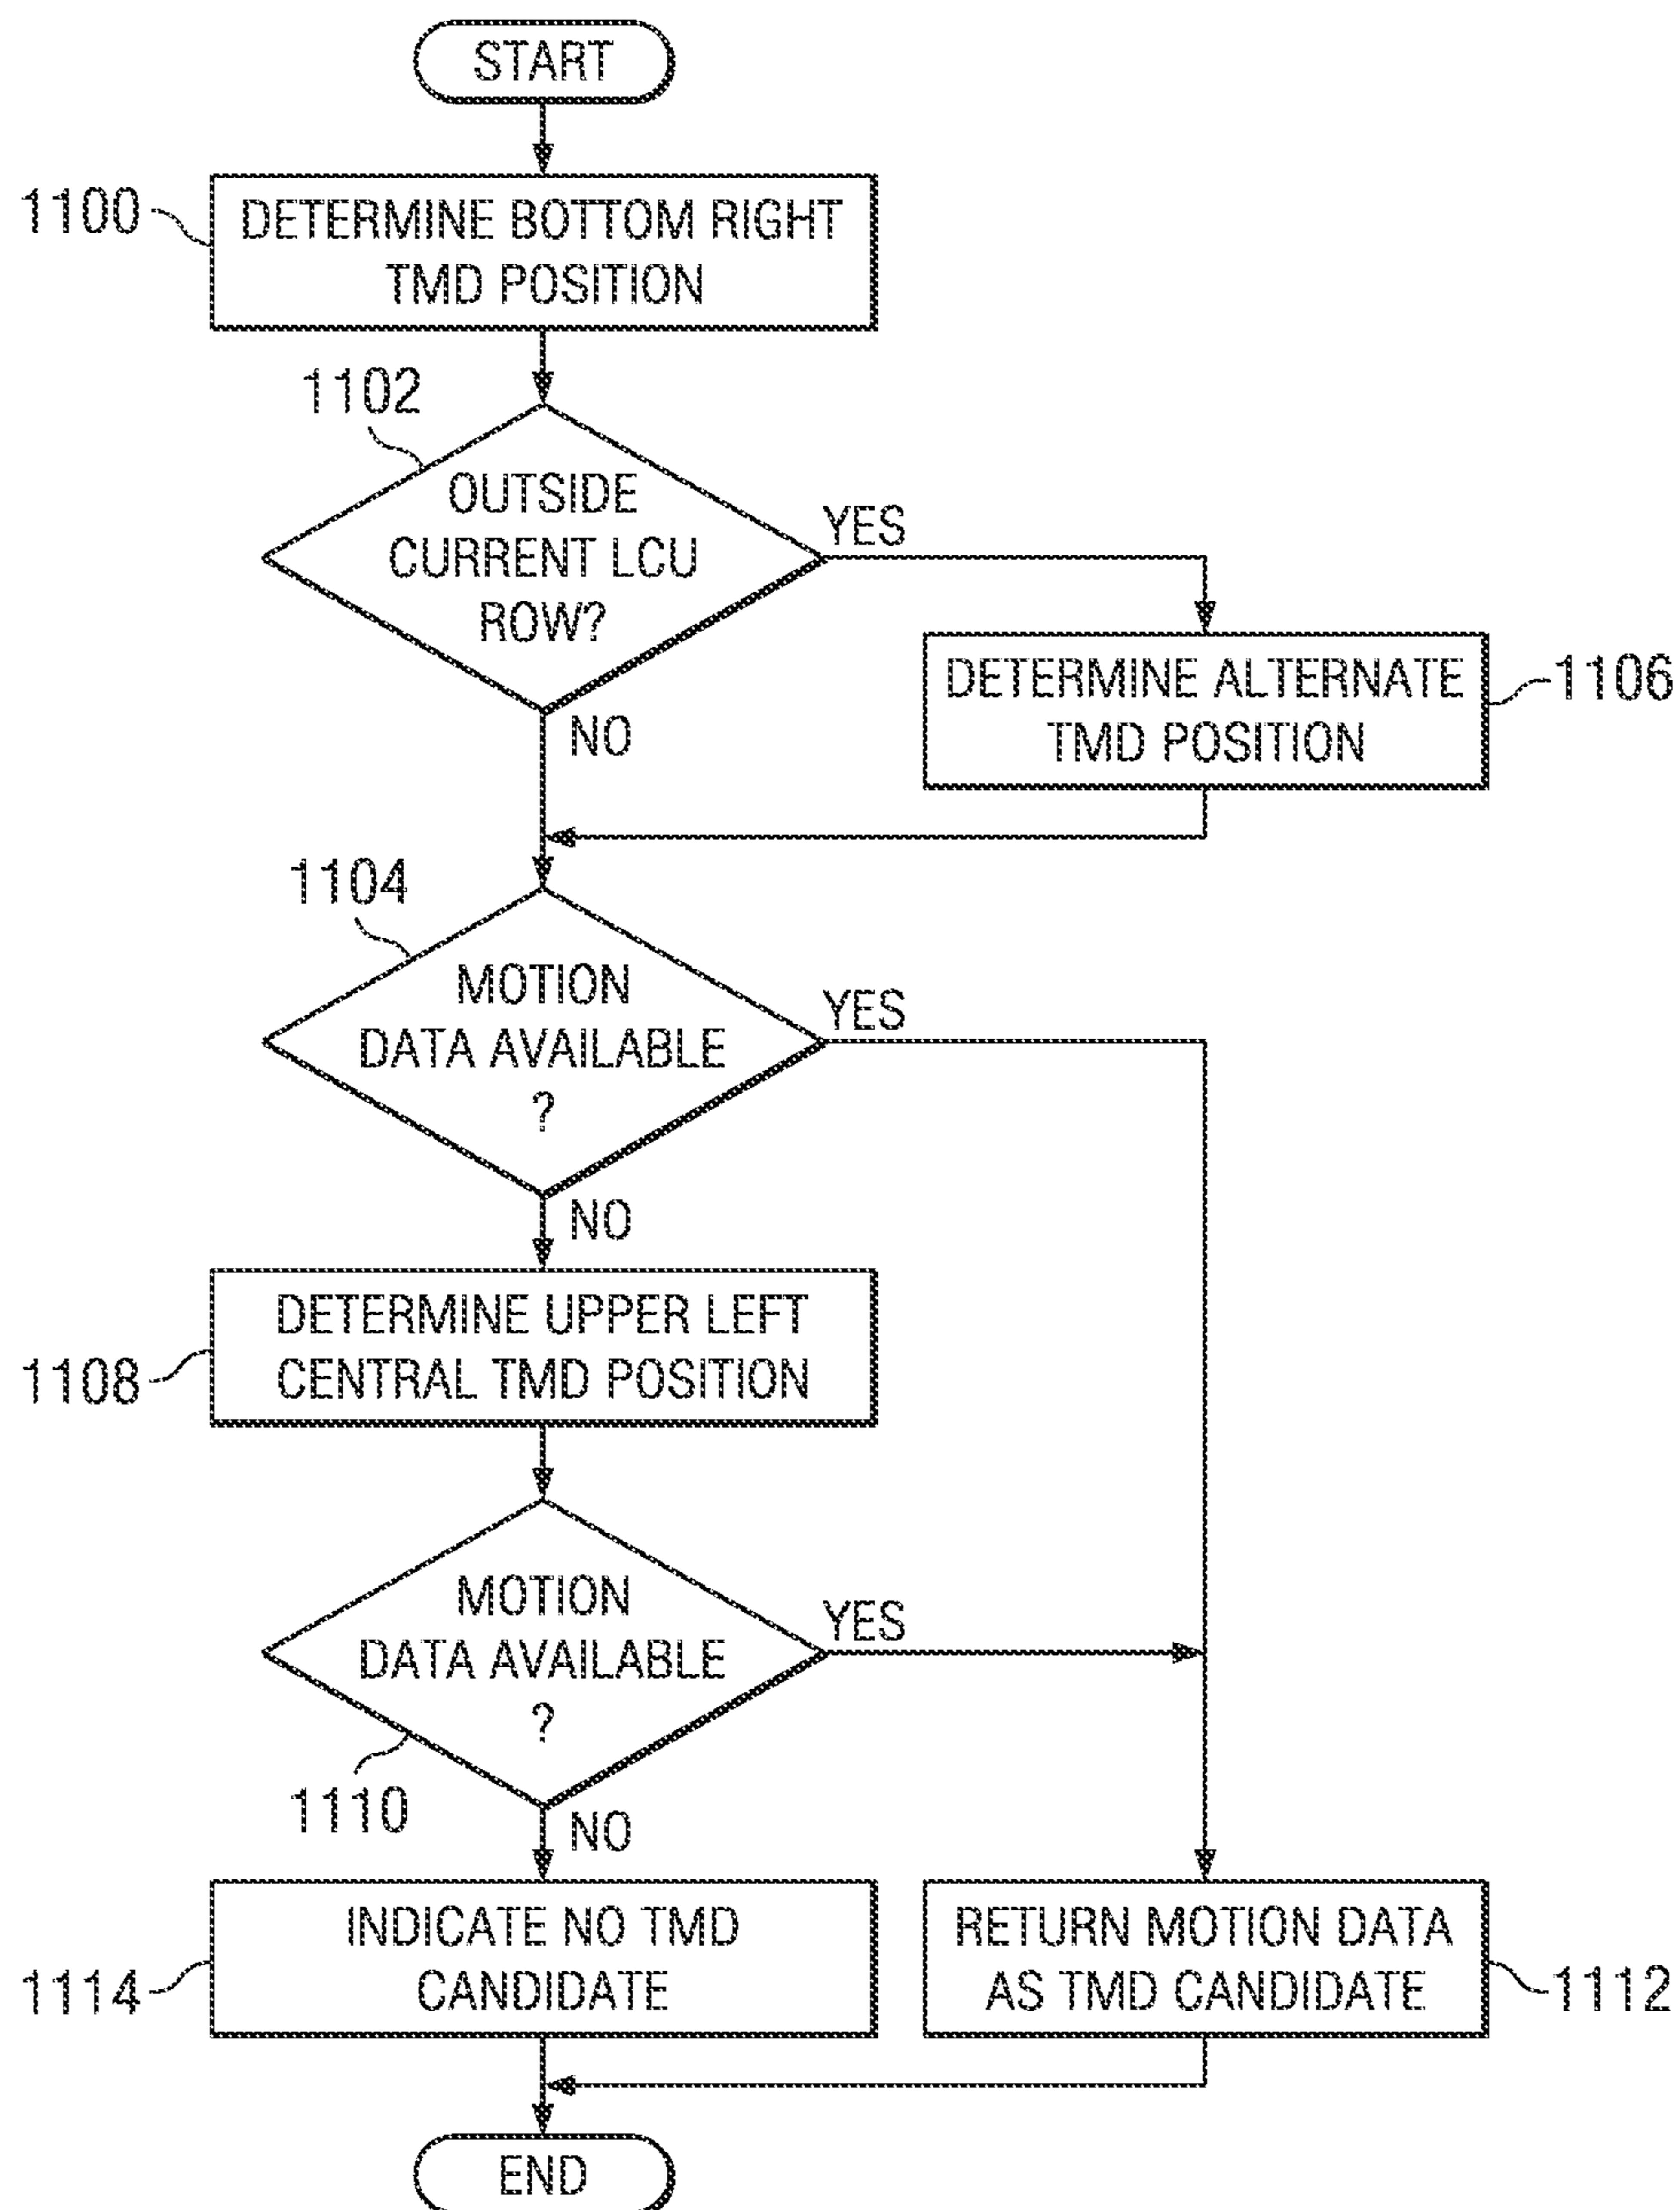 START
1100
DETERMINE BOTTOM RIGHT
TMD POSITION
1102
OUTSIDE
CURRENT LCU
ROW?
YES
NO
DETERMINE ALTERNATE
TMD POSITION
1106
1104
MOTION
DATA AVAILABLE
?
YES
NO
1108
DETERMINE UPPER LEFT
CENTRAL TMD POSITION
MOTION
DATA AVAILABLE
?
YES
1110
NO
1114
INDICATE NO TMD
CANDIDATE
RETURN MOTION DATA
AS TMD CANDIDATE
1112
END